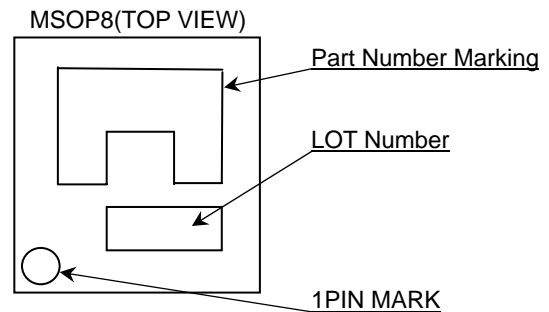 MSOP8(TOP VIEW)
Part Number Marking
LOT Number
1PIN MARK